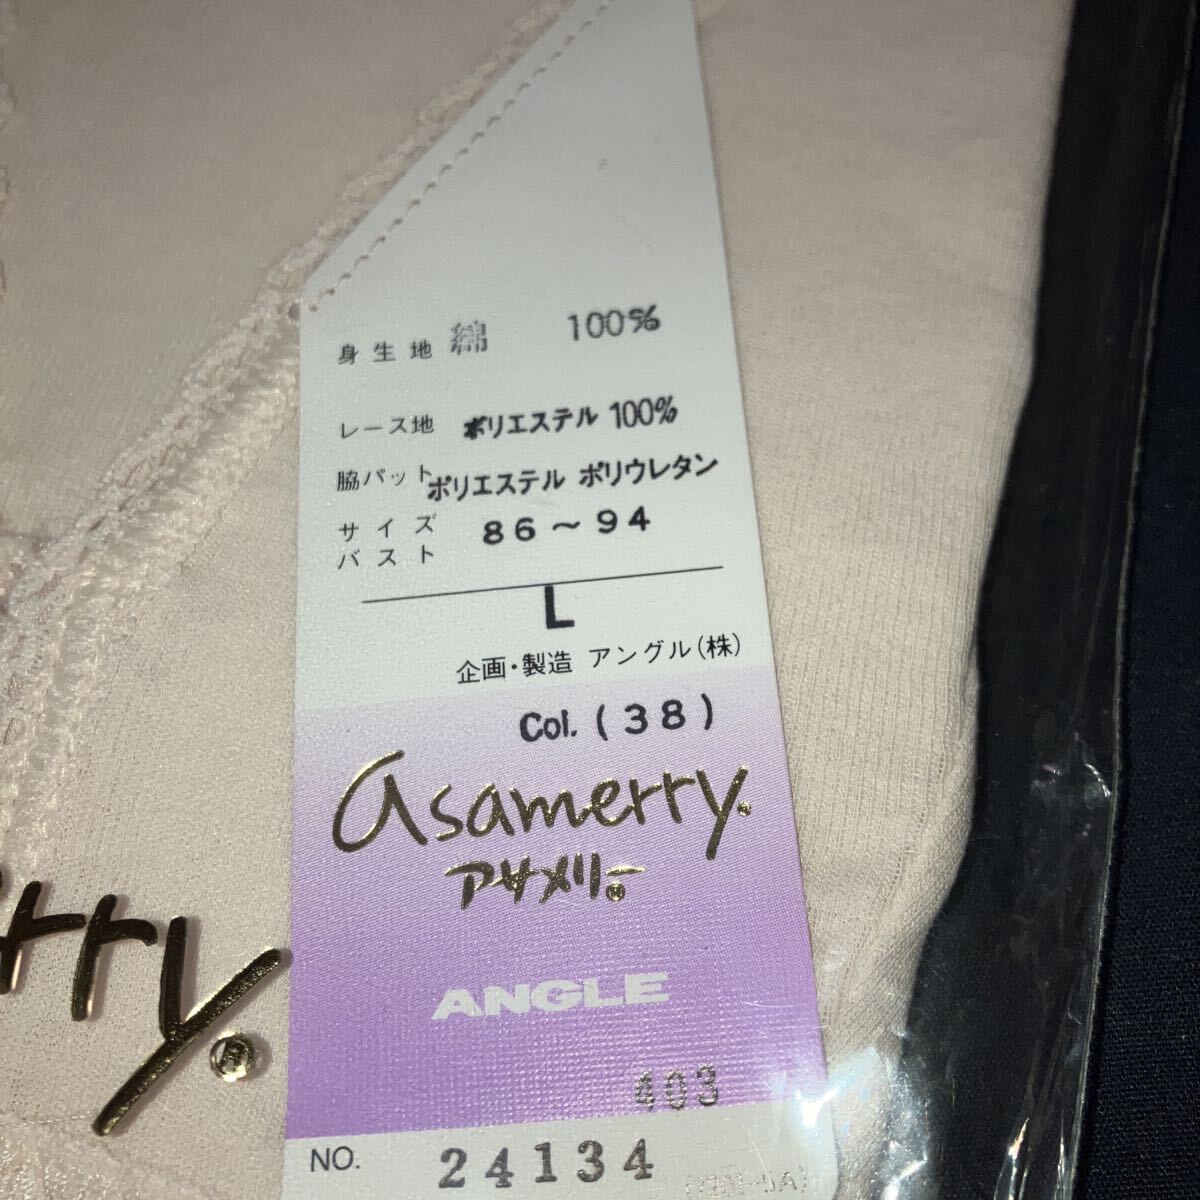 身生地 綿 100%
レース地 ポリエステル 100%
脇パット ポリエステル ポリウレタン
サイズ
バスト 86～94
L
企画・製造 アングル(株)
Col. (38)
asamerry.
アサメリー®
ANGLE
403
NO. 24134
erry.®